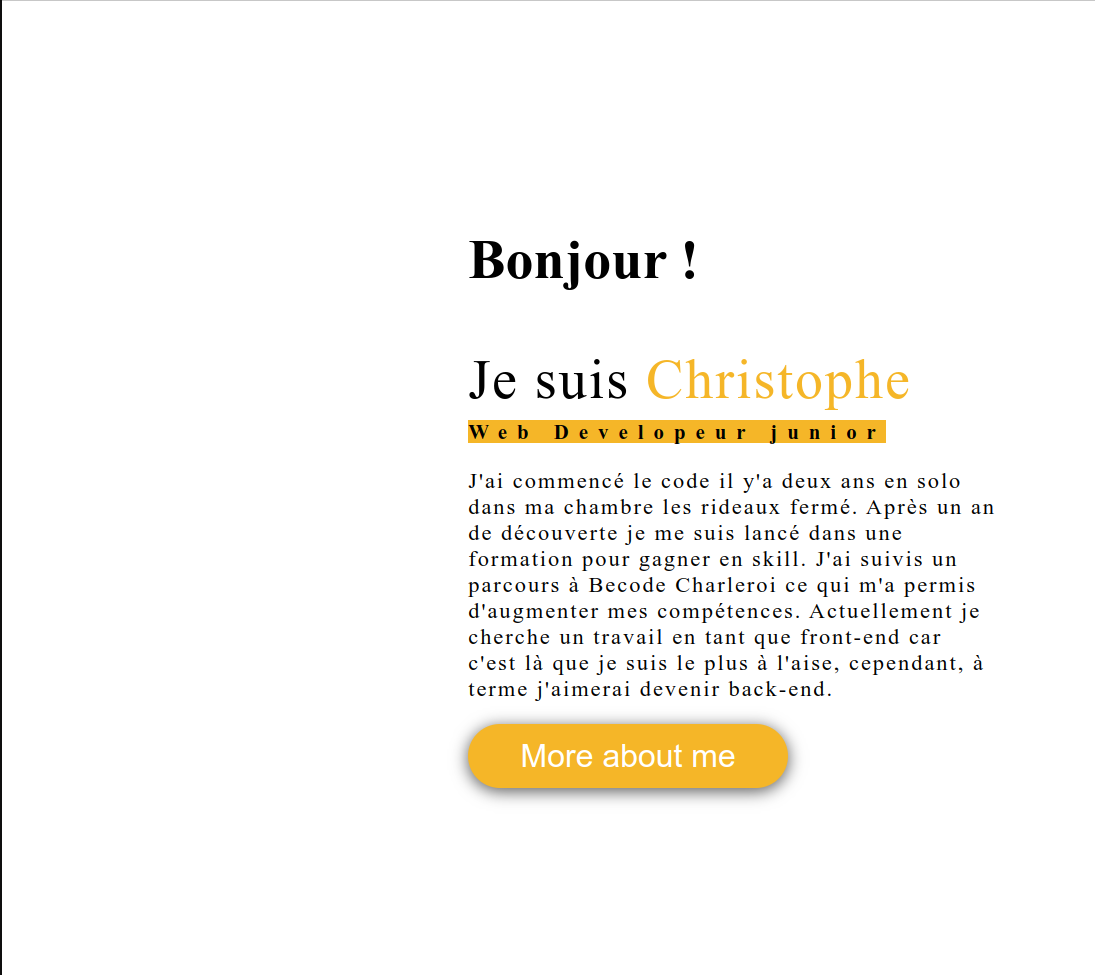 Bonjour !
Je suis Christophe
Web Developeur junior
J'ai commencé le code il y'a deux ans en solo
dans ma chambre les rideaux fermé. Après un an
de découverte je me suis lancé dans une
formation pour gagner en skill. J'ai suivis un
parcours à Becode Charleroi ce qui m'a permis
d'augmenter mes compétences. Actuellement je
cherche un travail en tant que front-end car
c'est là que je suis le plus à l'aise, cependant, à
terme j'aimerai devenir back-end.
More about me